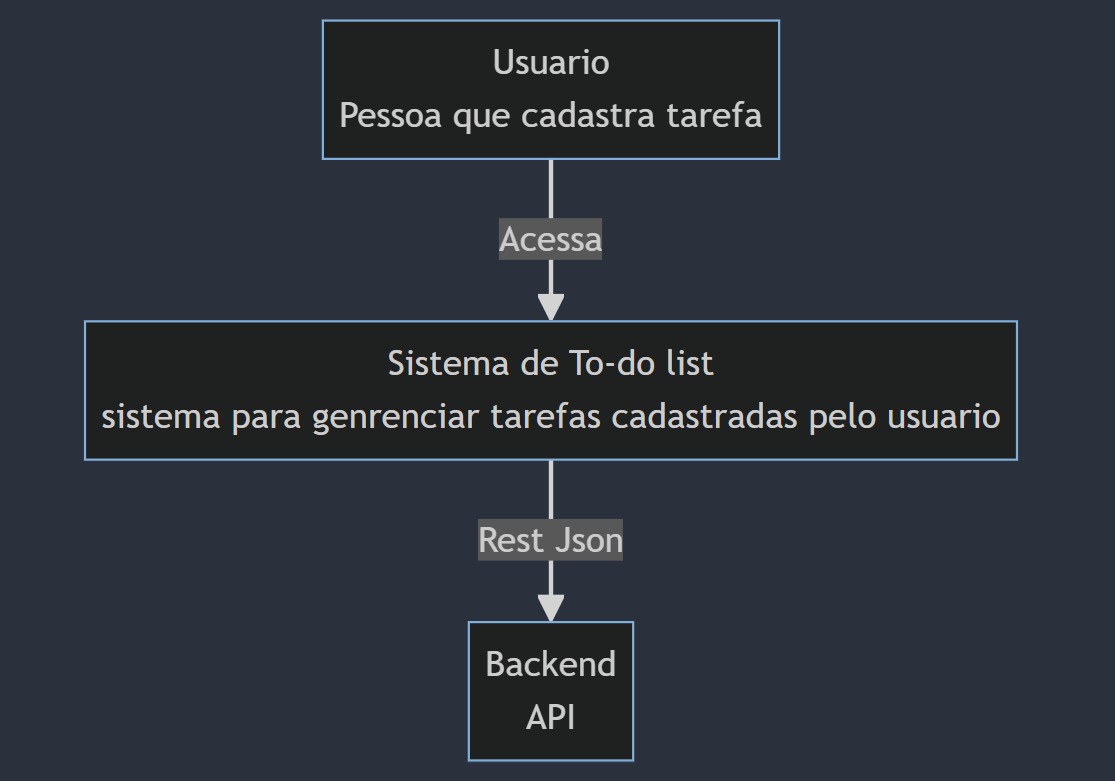 Usuario
Pessoa que cadastra tarefa
Acessa
Sistema de To-do list
sistema para genrenciar tarefas cadastradas pelo usuario
Rest Json
Backend
API